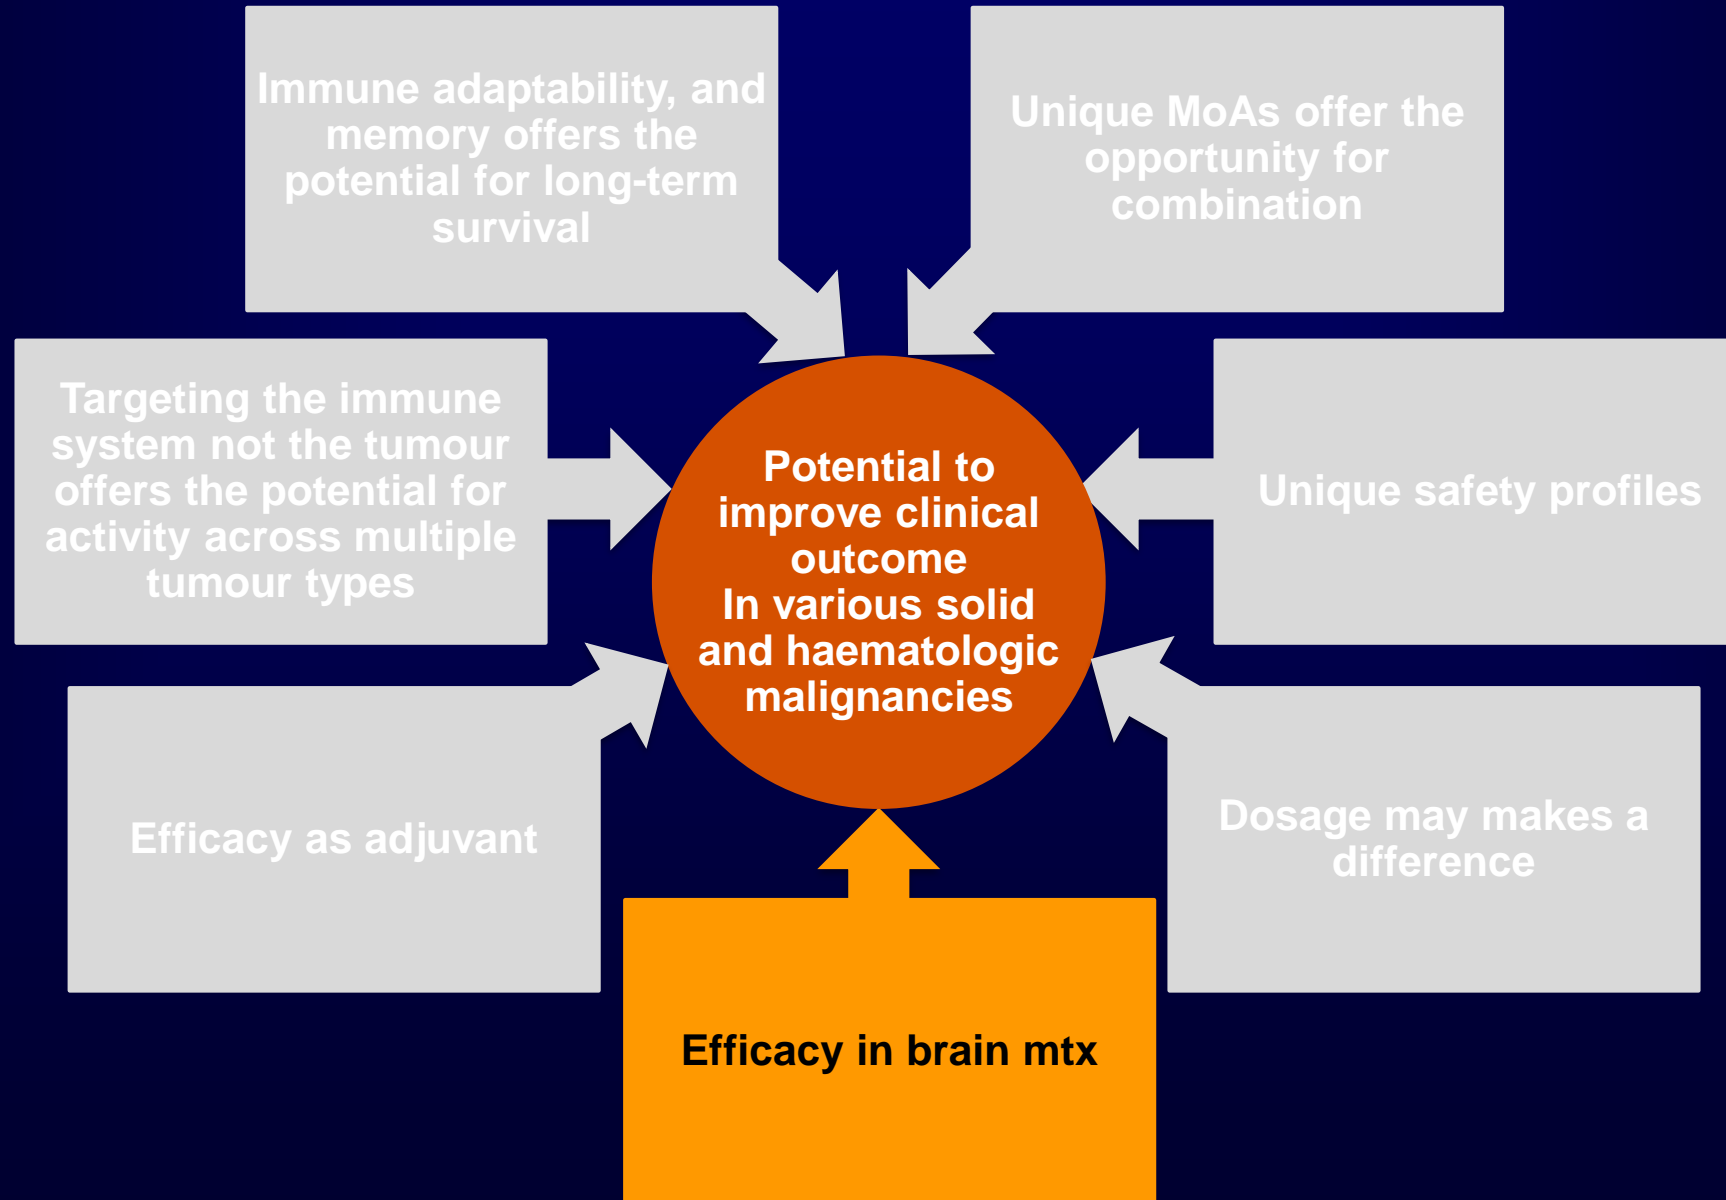 Immune adaptability, and
memory offers the
potential for long-term
survival
Unique MoAs offer the
opportunity for
combination
Targeting the immune
system not the tumour
offers the potential for
activity across multiple
tumour types
Potential to
improve clinical
outcome
In various solid
and haematologic
malignancies
Unique safety profiles
Efficacy as adjuvant
Dosage may makes a
difference
Efficacy in brain mtx